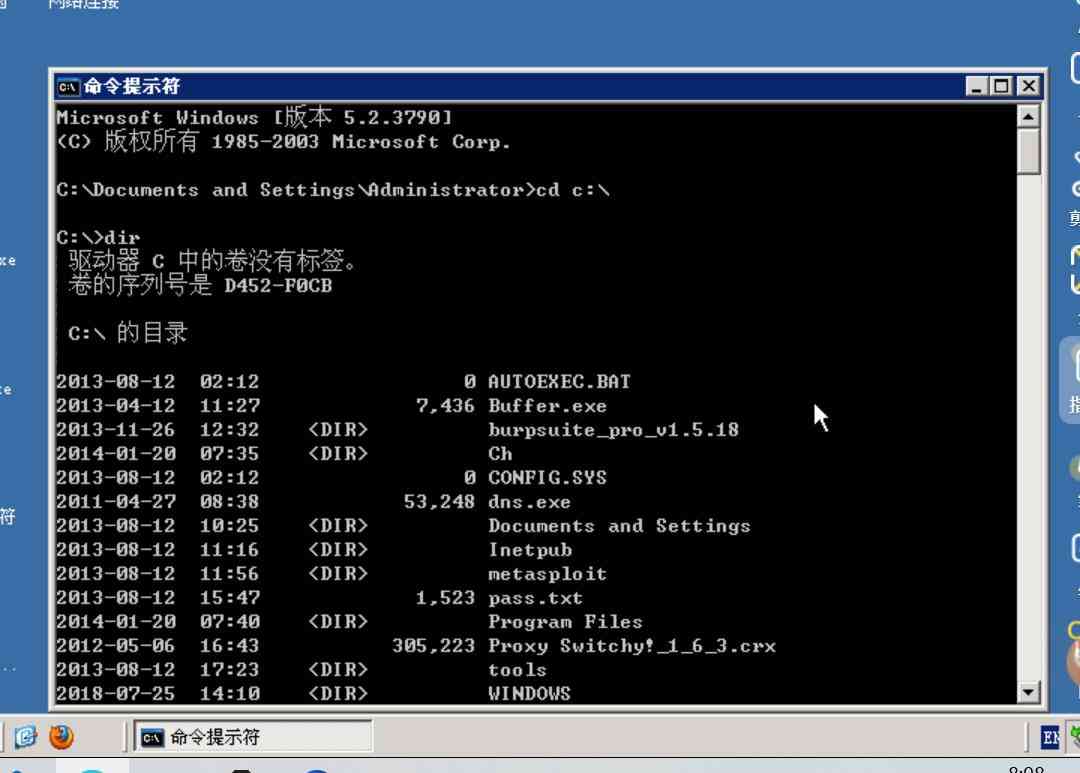 网络连接
命令提示符
Microsoft Windows [版本 5.2.3790]
(C) 版权所有 1985-2003 Microsoft Corp.
C:\Documents and Settings\Administrator>cd c:\
C:\>dir
驱动器 C 中的卷没有标签。
卷的序列号是 D452-F0CB
C:\ 的目录
2013-08-12 02:12 0 AUTOEXEC.BAT
2013-04-12 11:27 7,436 Buffer.exe
2013-11-26 12:32 <DIR> burpsuite_pro_v1.5.18
2014-01-20 07:35 <DIR> Ch
2013-08-12 02:12 0 CONFIG.SYS
2011-04-27 08:38 53,248 dns.exe
2013-08-12 10:25 <DIR> Documents and Settings
2013-08-12 11:16 <DIR> Inetpub
2013-08-12 11:56 <DIR> metasploit
2013-08-12 15:47 1,523 pass.txt
2014-01-20 07:40 <DIR> Program Files
2012-05-06 16:43 305,223 Proxy Switchy!_1_6_3.crx
2013-08-12 17:23 <DIR> tools
2018-07-25 14:10 <DIR> WINDOWS
命令提示符
EN